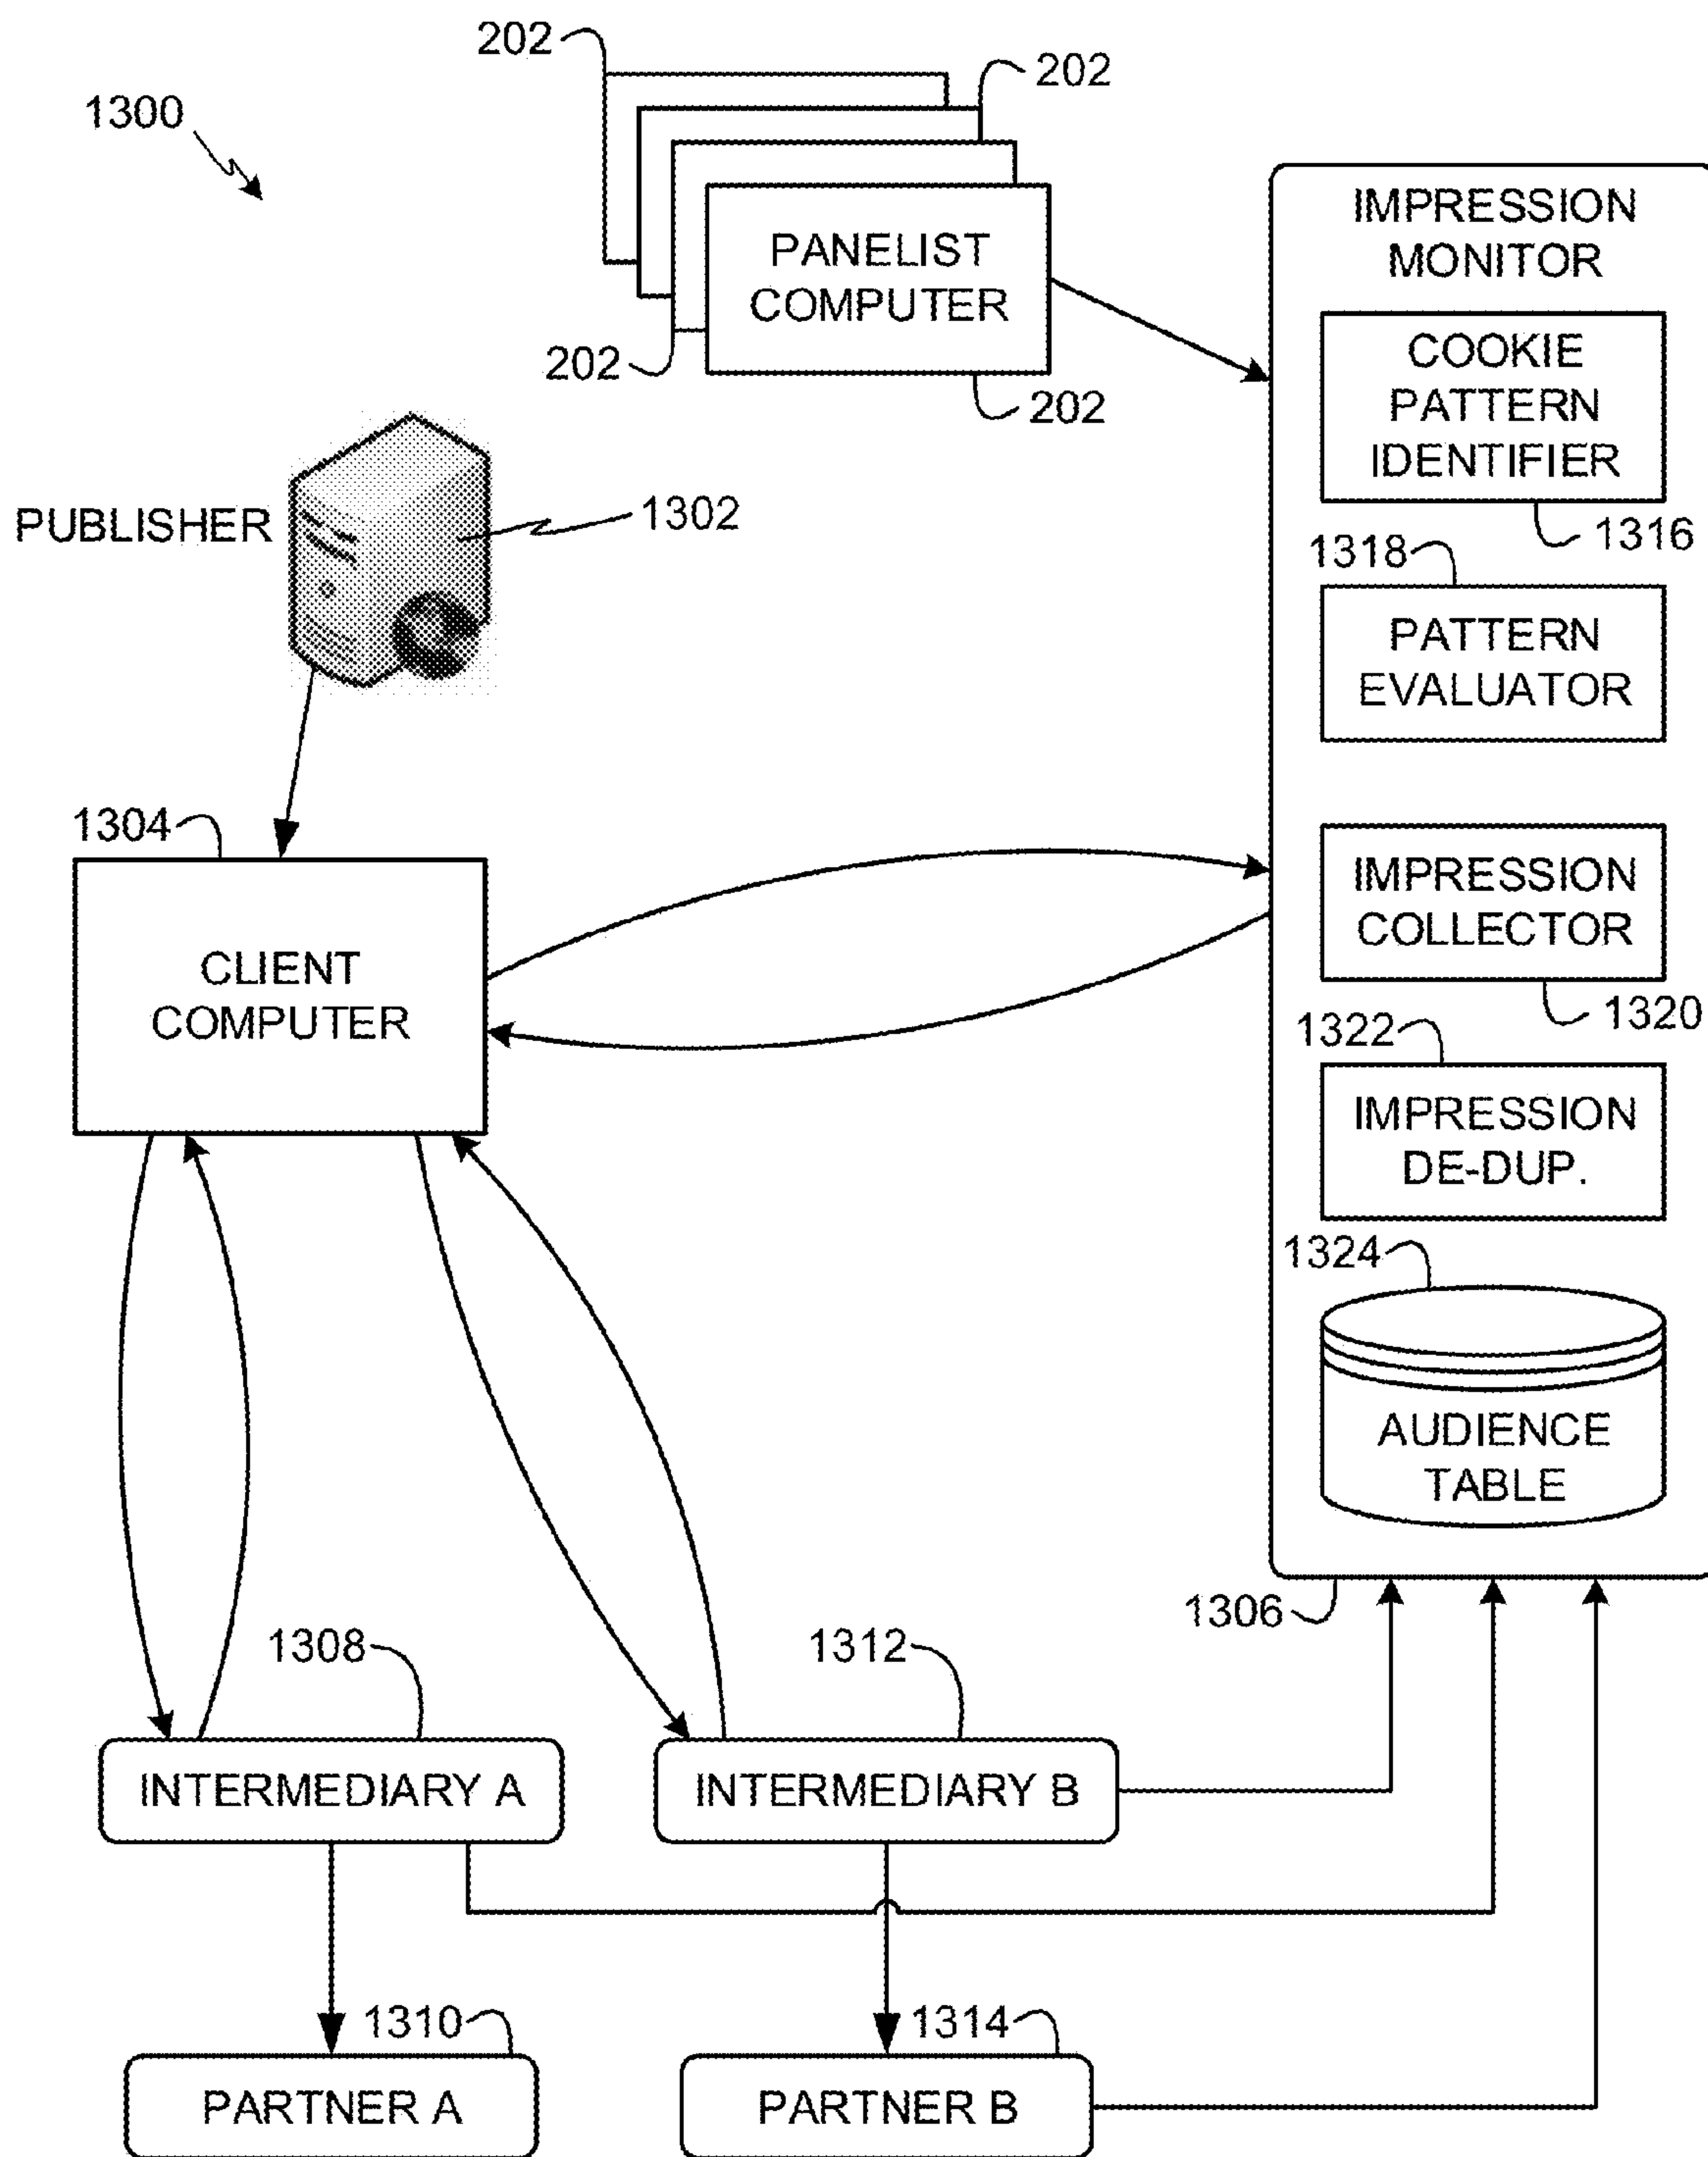 202
202
1300
PANELIST
COMPUTER
202
202
IMPRESSION
MONITOR
COOKIE
PATTERN
IDENTIFIER
1316
PUBLISHER
1302
1318
PATTERN
EVALUATOR
1304
CLIENT
COMPUTER
IMPRESSION
COLLECTOR
1320
1322
IMPRESSION
DE-DUP.
1324
AUDIENCE
TABLE
1306
1308
1312
INTERMEDIARY A
INTERMEDIARY B
1310
1314
PARTNER A
PARTNER B